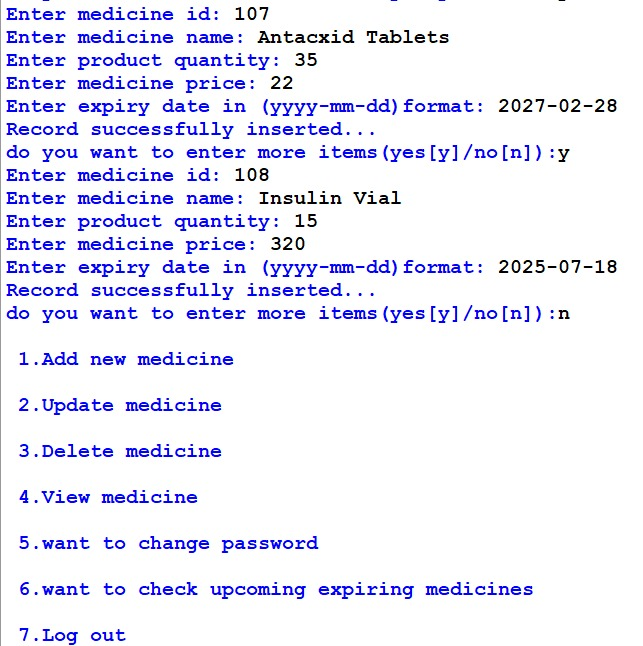 Enter medicine id: 107
Enter medicine name: Antacxid Tablets
Enter product quantity: 35
Enter medicine price: 22
Enter expiry date in (yyyy-mm-dd)format: 2027-02-28
Record successfully inserted...
do you want to enter more items(yes[y]/no[n]):y
Enter medicine id: 108
Enter medicine name: Insulin Vial
Enter product quantity: 15
Enter medicine price: 320
Enter expiry date in (yyyy-mm-dd)format: 2025-07-18
Record successfully inserted...
do you want to enter more items(yes[y]/no[n]):n
1.Add new medicine
2.Update medicine
3.Delete medicine
4.View medicine
5.want to change password
6.want to check upcoming expiring medicines
7.Log out